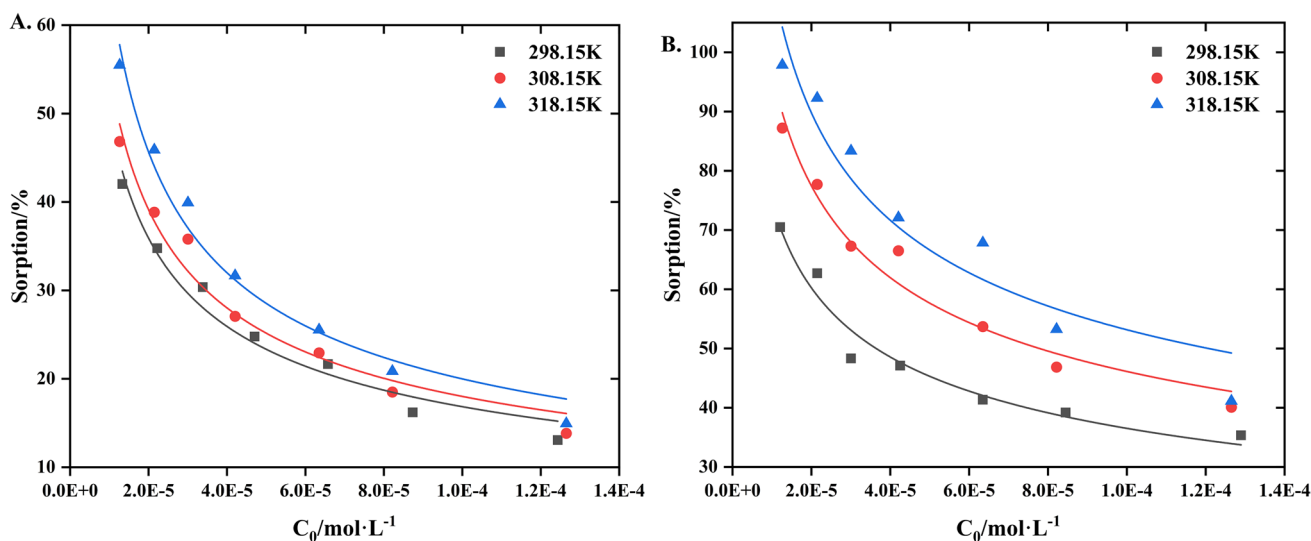 A.
60
50
40
30
20
10
Sorption/%
298.15K
308.15K
318.15K
0.0E+0 2.0E-5 4.0E-5 6.0E-5 8.0E-5 1.0E-4 1.2E-4 1.4E-4
C₀/mol·L⁻¹
B.
100
90
80
70
60
50
40
30
Sorption/%
298.15K
308.15K
318.15K
0.0E+0 2.0E-5 4.0E-5 6.0E-5 8.0E-5 1.0E-4 1.2E-4 1.4E-4
C₀/mol·L⁻¹